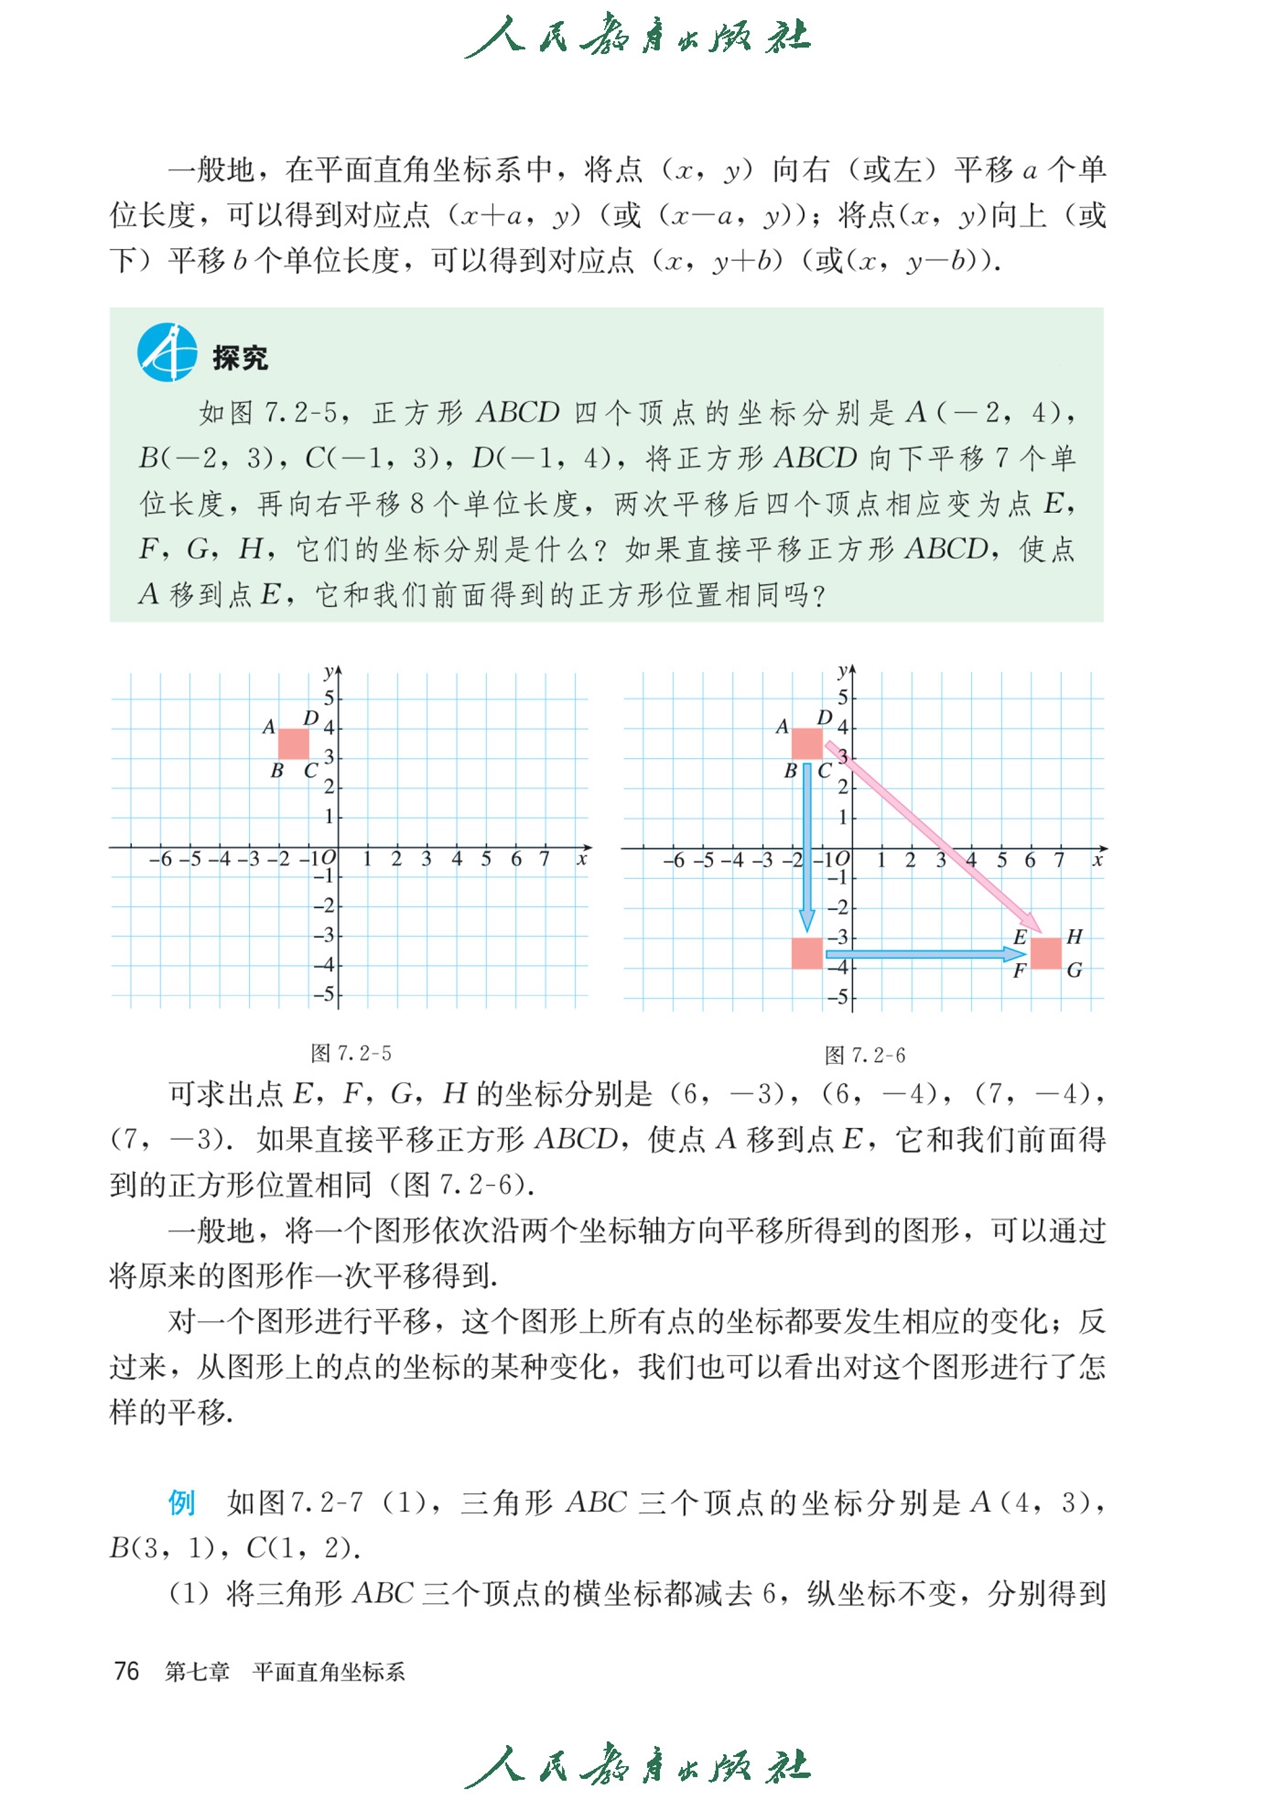 人民教育出版社
一般地，在平面直角坐标系中，将点（x，y）向右（或左）平移 a 个单
位长度，可以得到对应点（x＋a，y）（或（x－a，y））；将点(x，y)向上（或
下）平移 b 个单位长度，可以得到对应点（x，y＋b）（或(x，y－b)）.
探究
如图 7.2-5，正方形 ABCD 四个顶点的坐标分别是 A(－2，4)，
B(－2，3)，C(－1，3)，D(－1，4)，将正方形 ABCD 向下平移 7 个单
位长度，再向右平移 8 个单位长度，两次平移后四个顶点相应变为点 E，
F，G，H，它们的坐标分别是什么？如果直接平移正方形 ABCD，使点
A 移到点 E，它和我们前面得到的正方形位置相同吗？
y
5
A D 4
3
B C
2
1
–6 –5 –4 –3 –2 –1 O 1 2 3 4 5 6 7 x
–1
–2
–3
–4
–5
图 7.2-5
y
5
A D 4
3
B C
2
1
–6 –5 –4 –3 –2 –1 O 1 2 3 4 5 6 7 x
–1
–2
–3 E H
–4 F G
–5
图 7.2-6
可求出点 E，F，G，H 的坐标分别是（6，－3），（6，－4），（7，－4），
（7，－3）. 如果直接平移正方形 ABCD，使点 A 移到点 E，它和我们前面得
到的正方形位置相同（图 7.2-6）.
一般地，将一个图形依次沿两个坐标轴方向平移所得到的图形，可以通过
将原来的图形作一次平移得到.
对一个图形进行平移，这个图形上所有点的坐标都要发生相应的变化；反
过来，从图形上的点的坐标的某种变化，我们也可以看出对这个图形进行了怎
样的平移.
例 如图7.2-7（1），三角形 ABC 三个顶点的坐标分别是 A(4，3)，
B(3，1)，C(1，2).
（1）将三角形 ABC 三个顶点的横坐标都减去 6，纵坐标不变，分别得到
76 第七章 平面直角坐标系
人民教育出版社